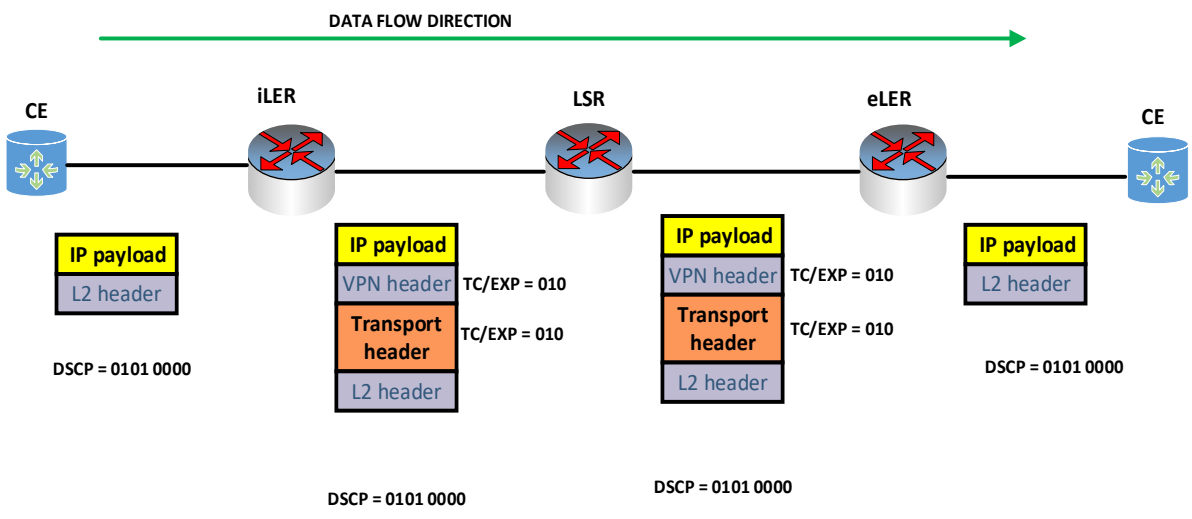 DATA FLOW DIRECTION
CE
iLER
LSR
eLER
CE
IP payload
L2 header
DSCP = 0101 0000
IP payload
VPN header
TC/EXP = 010
Transport
header
TC/EXP = 010
L2 header
DSCP = 0101 0000
IP payload
VPN header
TC/EXP = 010
Transport
header
TC/EXP = 010
L2 header
DSCP = 0101 0000
IP payload
L2 header
DSCP = 0101 0000